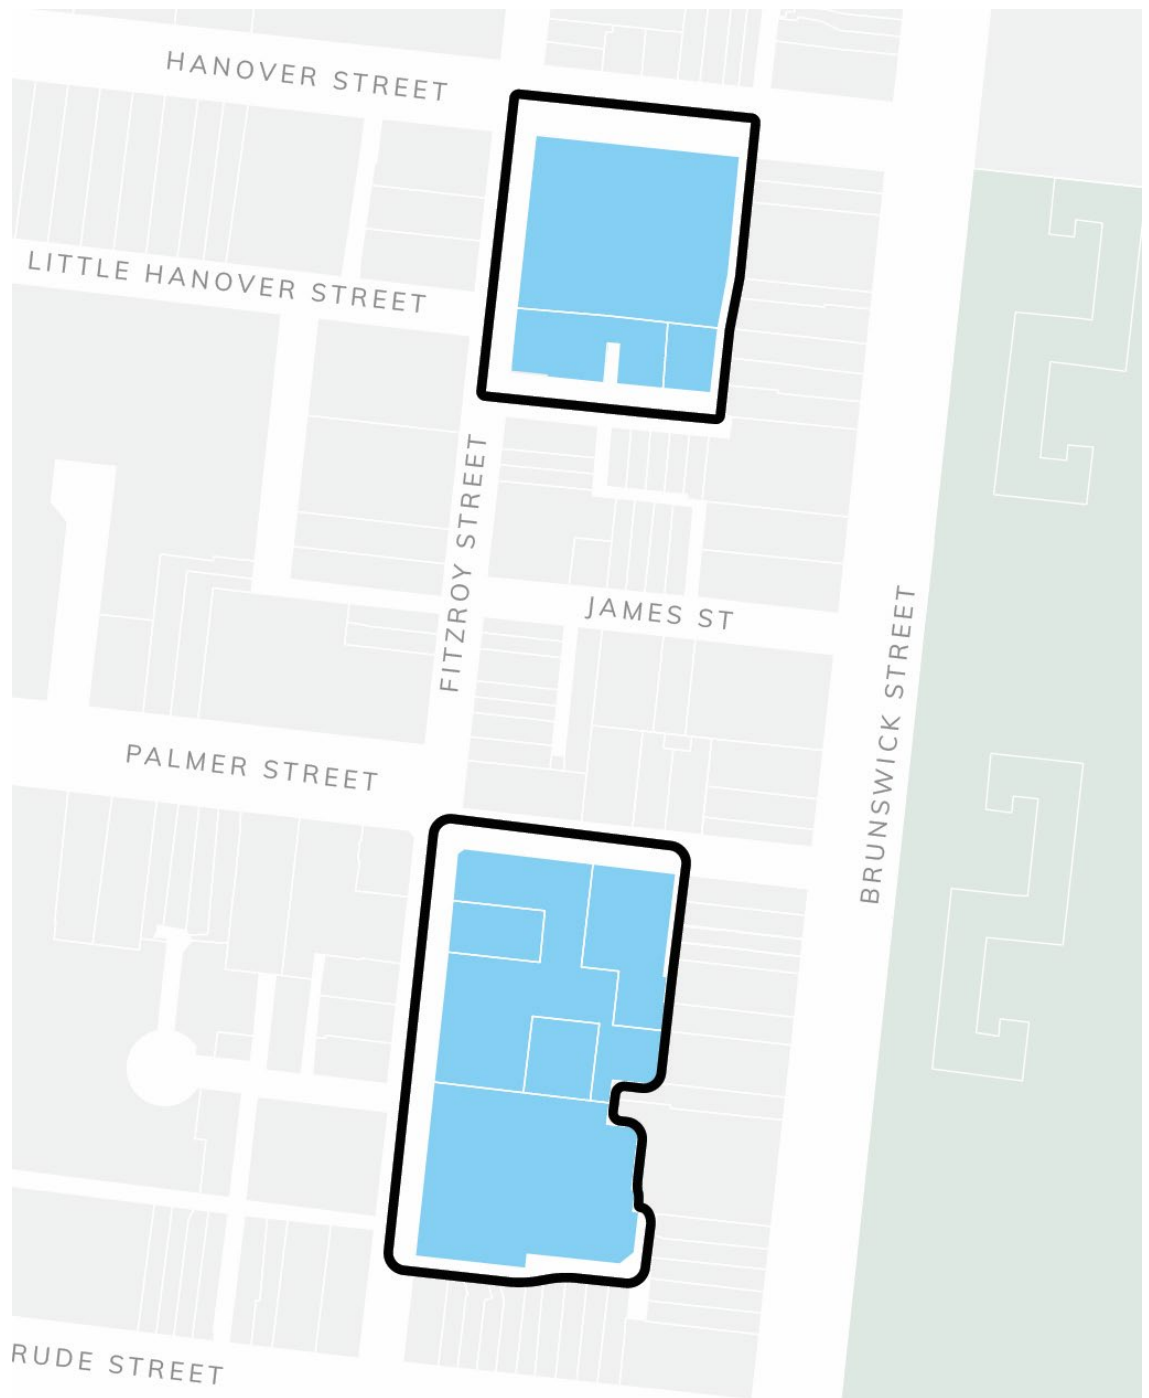 HANOVER STREET
LITTLE HANOVER STREET
FITZROY STREET
JAMES ST
BRUNSWICK STREET
PALMER STREET
RUDE STREET